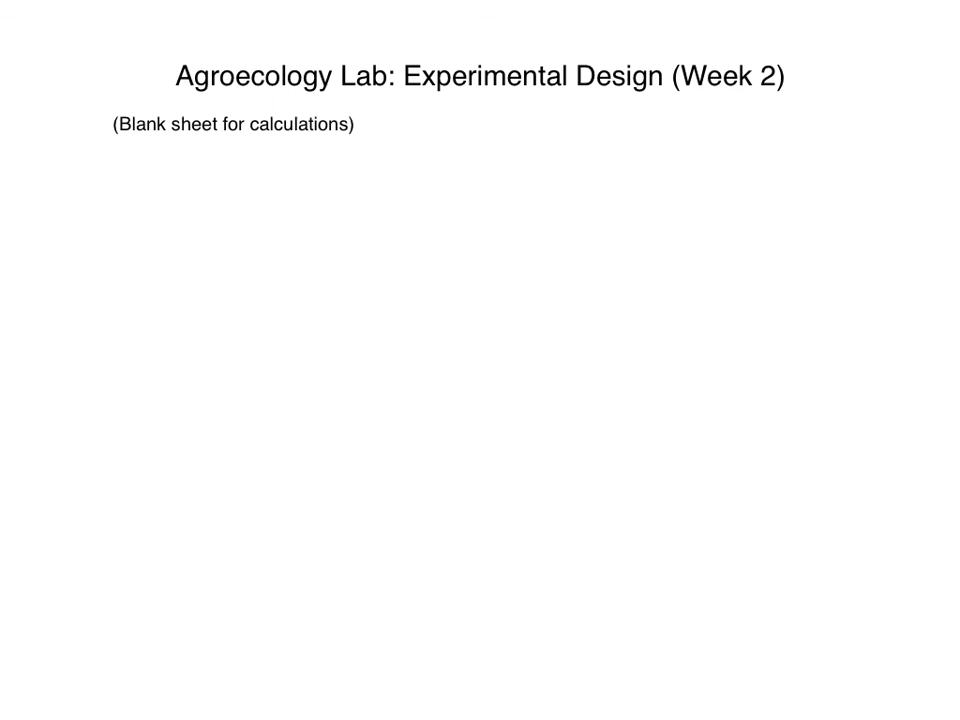 Agroecology Lab: Experimental Design (Week 2)
(Blank sheet for calculations)